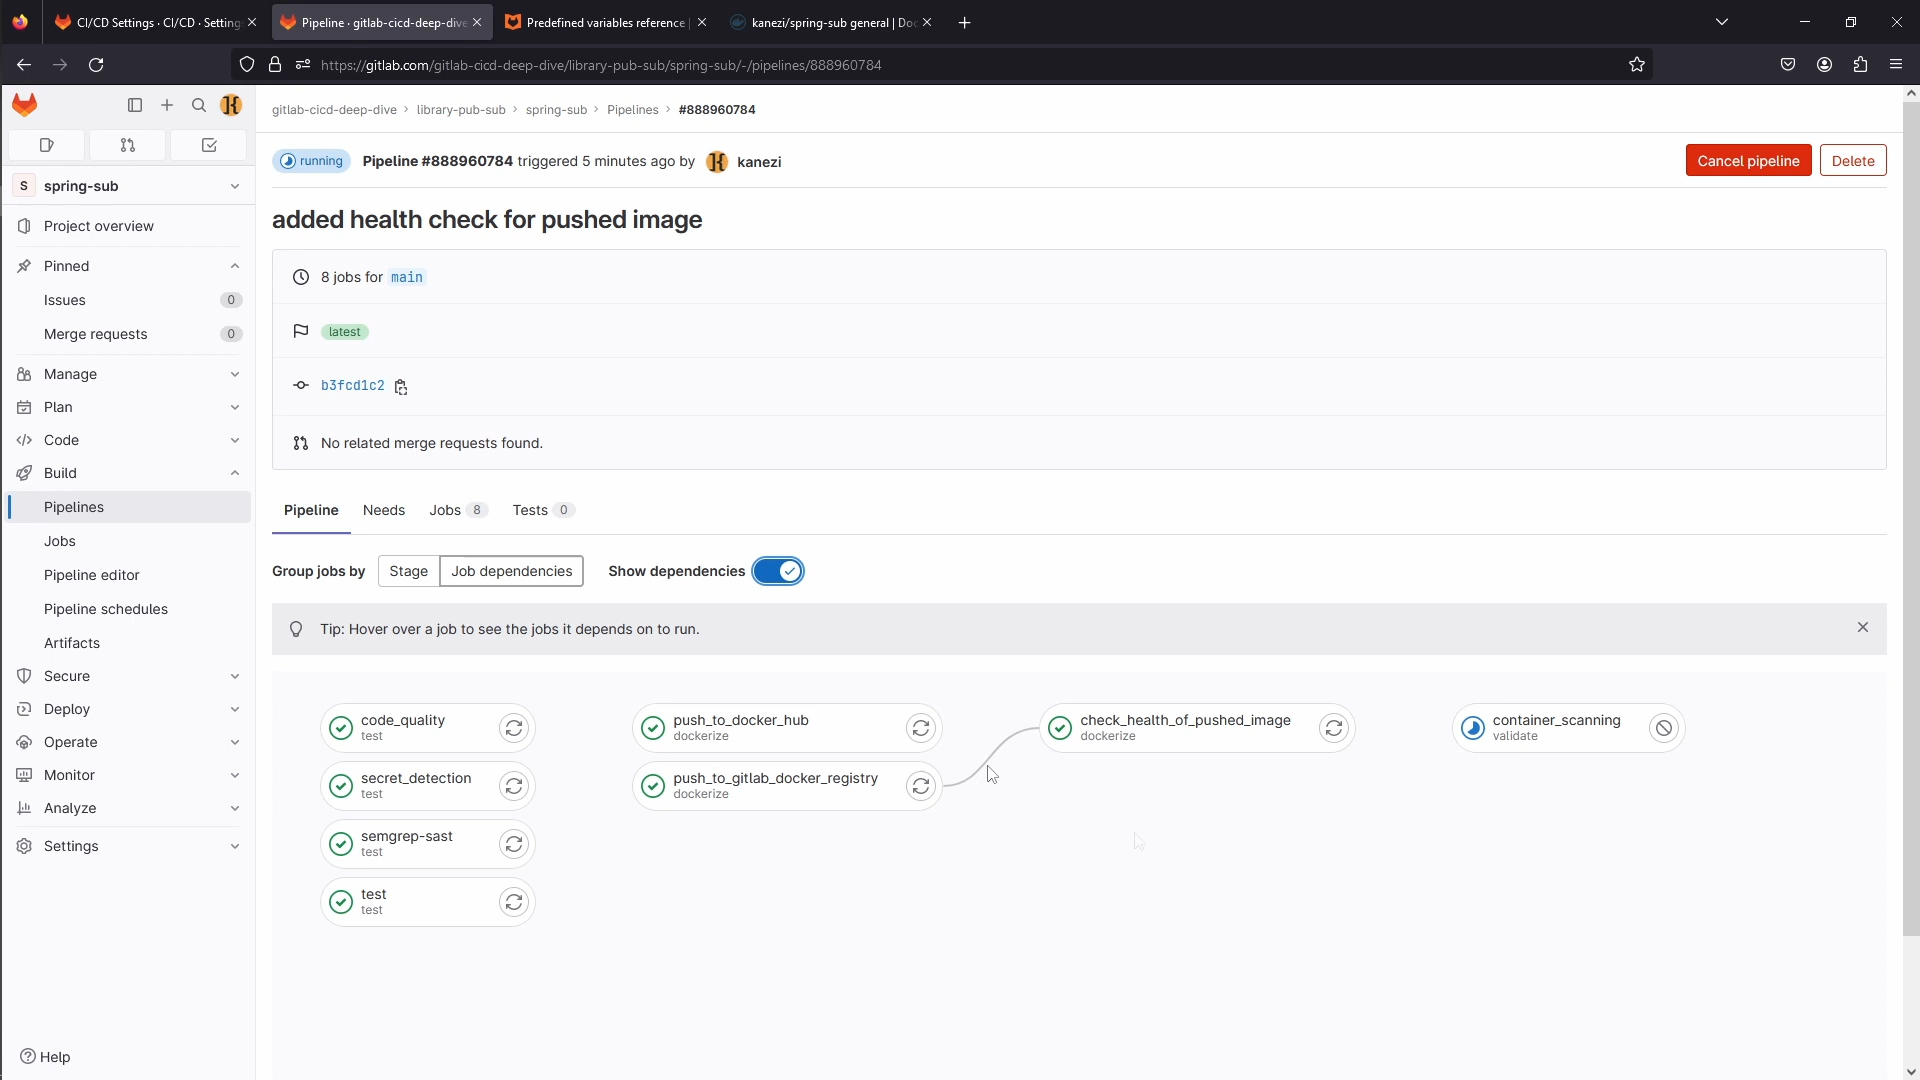 CI/CD Settings · CI/CD · Setting
Pipeline · gitlab-cicd-deep-dive
Predefined variables reference |
kanezi/spring-sub general | Doc
https://gitlab.com/gitlab-cicd-deep-dive/library-pub-sub/spring-sub/-/pipelines/888960784
gitlab-cicd-deep-dive › library-pub-sub › spring-sub › Pipelines › #888960784
running Pipeline #888960784 triggered 5 minutes ago by kanezi
Cancel pipeline
Delete
S spring-sub
Project overview
Pinned
Issues 0
Merge requests 0
Manage
Plan
Code
Build
Pipelines
Jobs
Pipeline editor
Pipeline schedules
Artifacts
Secure
Deploy
Operate
Monitor
Analyze
Settings
Help
added health check for pushed image
8 jobs for main
latest
b3fcd1c2
No related merge requests found.
Pipeline Needs Jobs 8 Tests 0
Group jobs by Stage Job dependencies Show dependencies
Tip: Hover over a job to see the jobs it depends on to run.
code_quality
test
secret_detection
test
semgrep-sast
test
test
test
push_to_docker_hub
dockerize
push_to_gitlab_docker_registry
dockerize
check_health_of_pushed_image
dockerize
container_scanning
validate